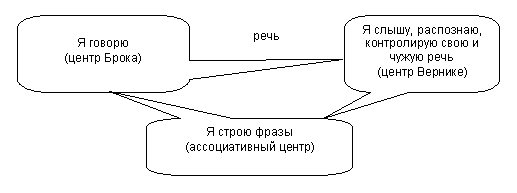 Я говорю
(центр Брока)
речь
Я слышу, распознаю,
контролирую свою и
чужую речь
(центр Вернике)
Я строю фразы
(ассоциативный центр)